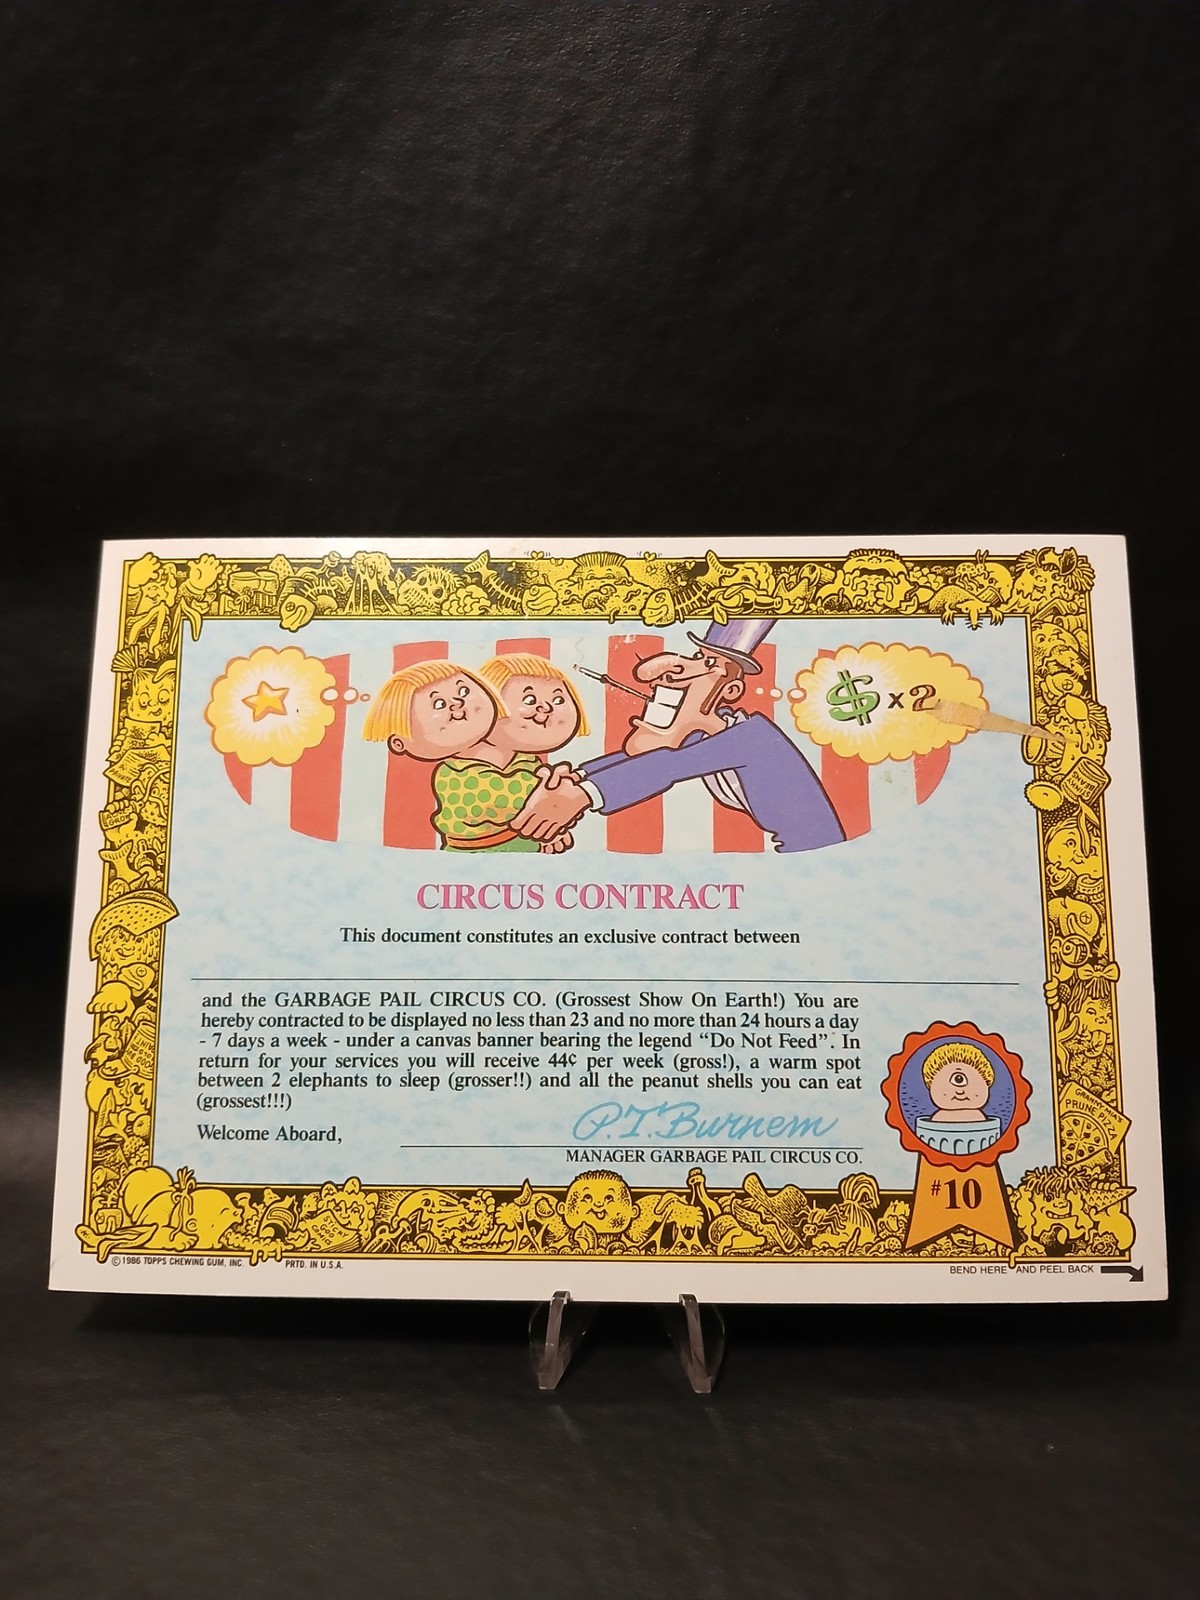 $ x 2
CIRCUS CONTRACT
This document constitutes an exclusive contract between
and the GARBAGE PAIL CIRCUS CO. (Grossest Show On Earth!) You are
hereby contracted to be displayed no less than 23 and no more than 24 hours a day
- 7 days a week - under a canvas banner bearing the legend "Do Not Feed". In
return for your services you will receive 44¢ per week (gross!), a warm spot
between 2 elephants to sleep (grosser!!) and all the peanut shells you can eat
(grossest!!!)
Welcome Aboard,
P.T. Burnem
MANAGER GARBAGE PAIL CIRCUS CO.
GRANNY MIA'S
PRUNE PIZZA
#10
© 1986 TOPPS CHEWING GUM, INC.
PRTD. IN U.S.A.
BEND HERE AND PEEL BACK